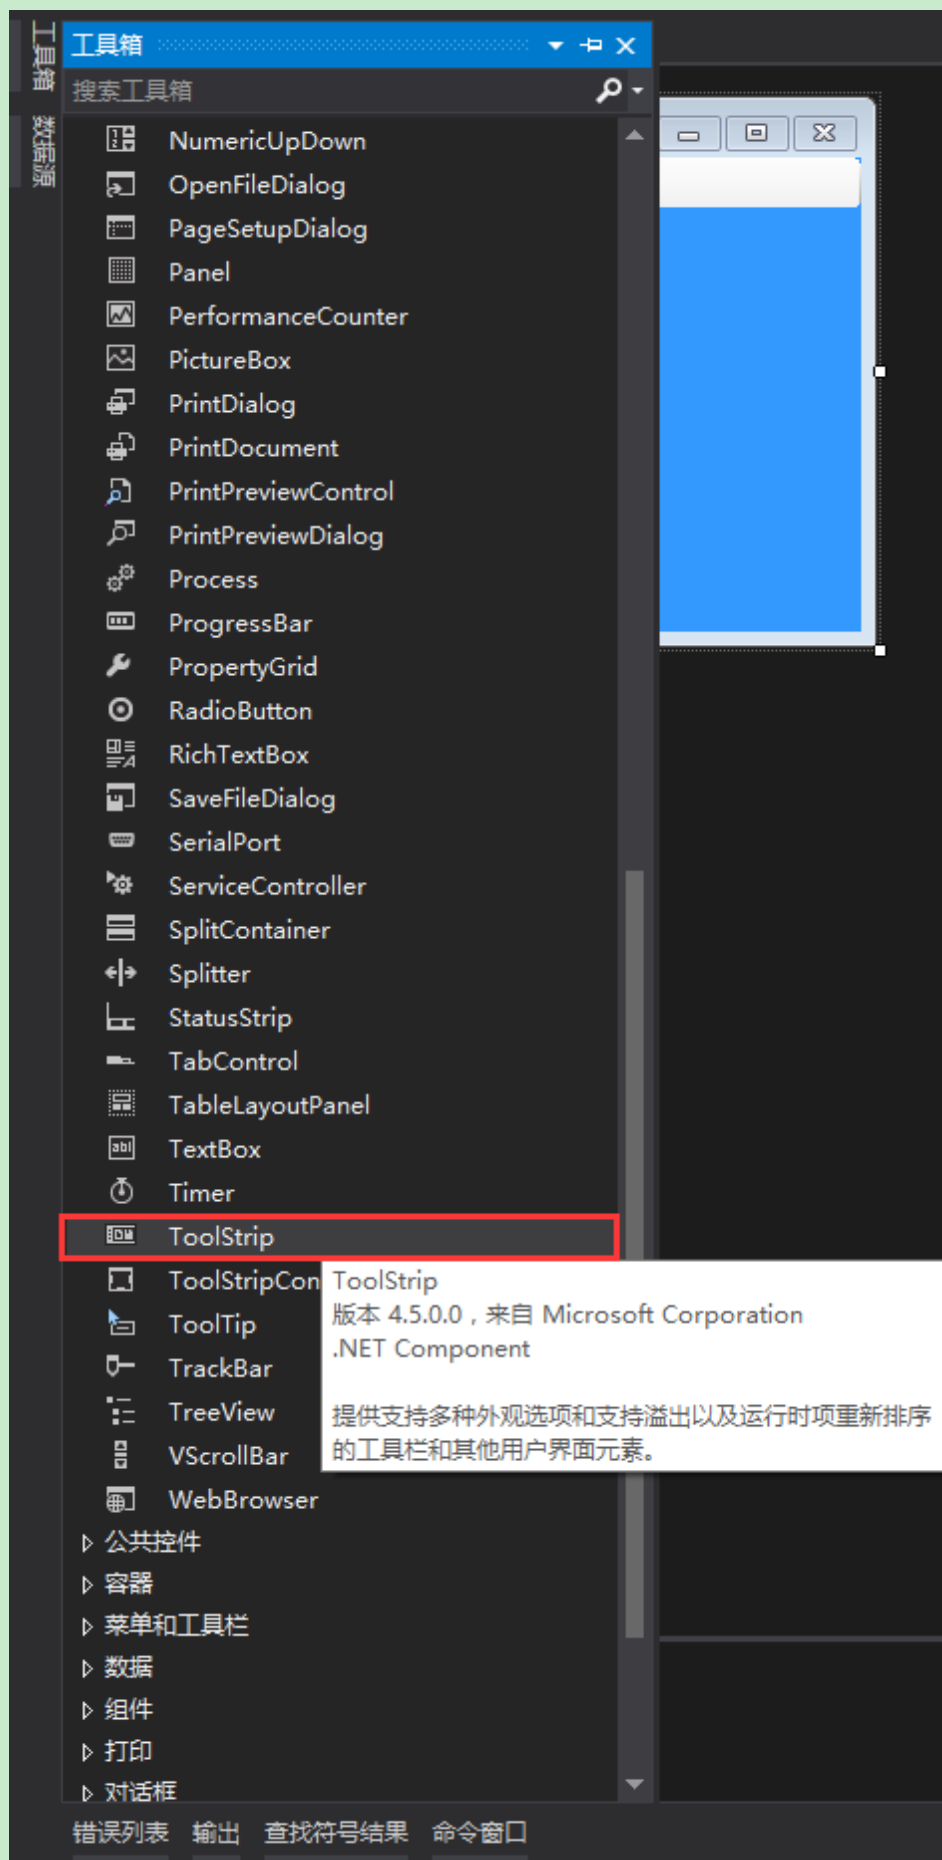 工具箱
数据源
工具箱
搜索工具箱
NumericUpDown
OpenFileDialog
PageSetupDialog
Panel
PerformanceCounter
PictureBox
PrintDialog
PrintDocument
PrintPreviewControl
PrintPreviewDialog
Process
ProgressBar
PropertyGrid
RadioButton
RichTextBox
SaveFileDialog
SerialPort
ServiceController
SplitContainer
Splitter
StatusStrip
TabControl
TableLayoutPanel
TextBox
Timer
ToolStrip
ToolStripCon
ToolTip
TrackBar
TreeView
VScrollBar
WebBrowser
ToolStrip
版本 4.5.0.0，来自 Microsoft Corporation
.NET Component
提供支持多种外观选项和支持溢出以及运行时项重新排序
的工具栏和其他用户界面元素。
公共控件
容器
菜单和工具栏
数据
组件
打印
对话框
错误列表 输出 查找符号结果 命令窗口